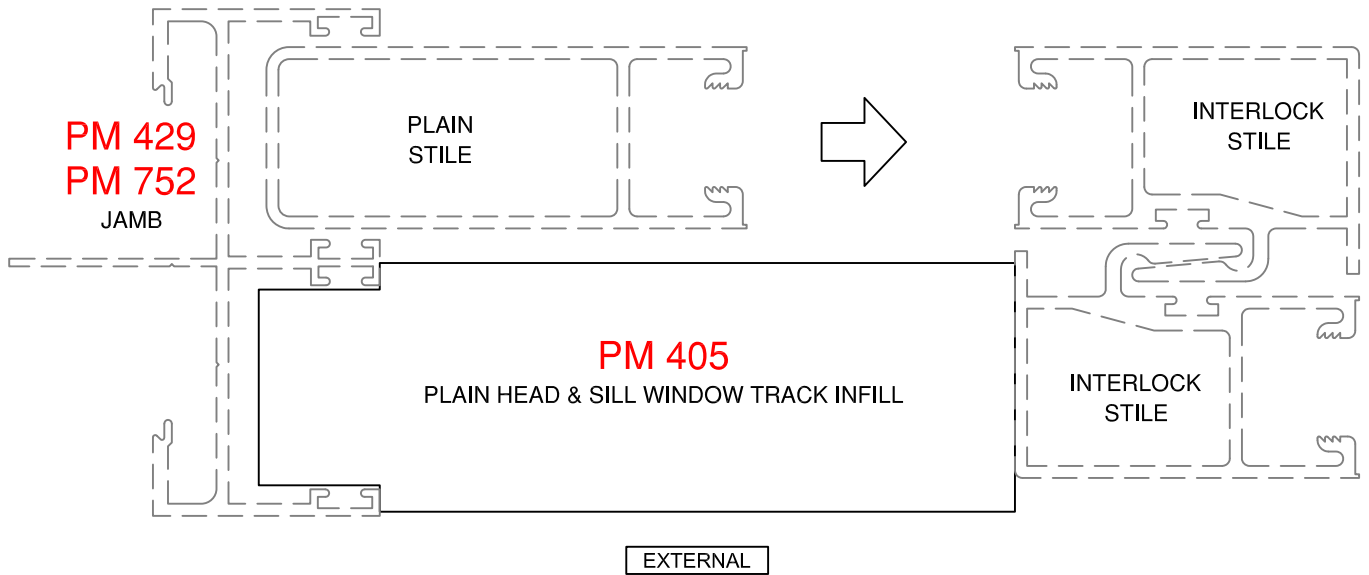 PM 429
PM 752
JAMB
PLAIN
STILE
INTERLOCK
STILE
PM 405
PLAIN HEAD & SILL WINDOW TRACK INFILL
INTERLOCK
STILE
EXTERNAL